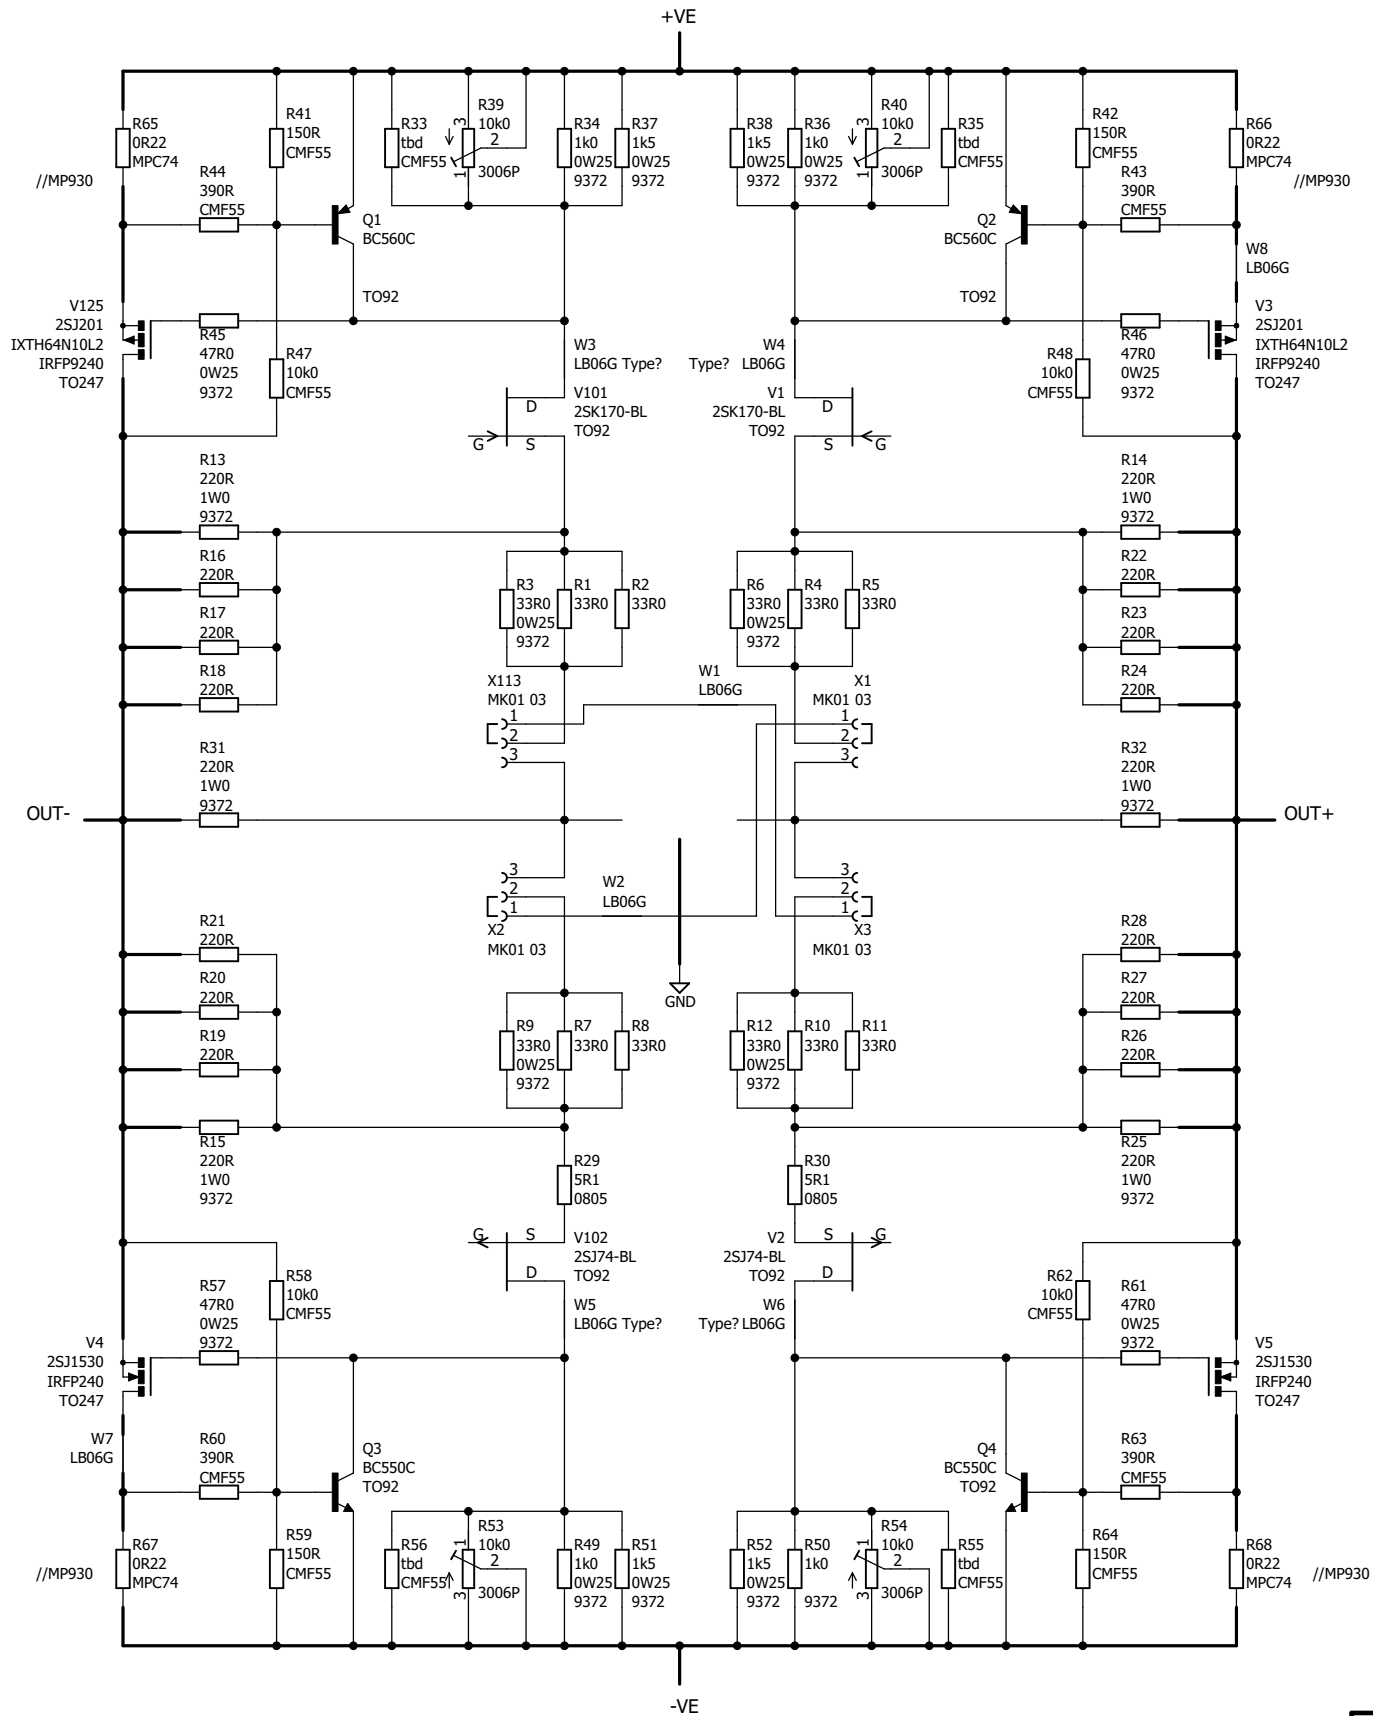 +VE
R65
0R22
MPC74
//MP930
R41
150R
CMF55
R33
tbd
CMF55
R39
10k0
3
2
1
3006P
R34
1k0
0W25
9372
R37
1k5
0W25
9372
R38
1k5
0W25
9372
R36
1k0
0W25
9372
R40
10k0
3
2
1
3006P
R35
tbd
CMF55
R42
150R
CMF55
R66
0R22
MPC74
//MP930
R44
390R
CMF55
Q1
BC560C
TO92
Q2
BC560C
TO92
R43
390R
CMF55
W8
LB06G
V125
2SJ201
IXTH64N10L2
IRFP9240
TO247
R45
47R0
0W25
9372
R47
10k0
CMF55
W3
LB06G Type?
V101
2SK170-BL
TO92
D
G
S
W4
Type? LB06G
V1
2SK170-BL
TO92
D
S
G
R48
10k0
CMF55
R46
47R0
0W25
9372
V3
2SJ201
IXTH64N10L2
IRFP9240
TO247
R13
220R
1W0
9372
R16
220R
R17
220R
R18
220R
R3
33R0
0W25
9372
R1
33R0
R2
33R0
R6
33R0
0W25
9372
R4
33R0
R5
33R0
R14
220R
1W0
9372
R22
220R
R23
220R
R24
220R
X113
MK01 03
1
2
3
W1
LB06G
X1
MK01 03
1
2
3
R31
220R
1W0
9372
OUT-
R32
220R
1W0
9372
OUT+
3
2
1
X2
MK01 03
W2
LB06G
3
2
1
X3
MK01 03
GND
R21
220R
R20
220R
R19
220R
R15
220R
1W0
9372
R9
33R0
0W25
9372
R7
33R0
R8
33R0
R12
33R0
0W25
9372
R10
33R0
R11
33R0
R28
220R
R27
220R
R26
220R
R25
220R
1W0
9372
R29
5R1
0805
R30
5R1
0805
G
S
D
V102
2SJ74-BL
TO92
W5
LB06G Type?
V2
2SJ74-BL
TO92
S
G
D
W6
Type? LB06G
R57
47R0
0W25
9372
R58
10k0
CMF55
R62
10k0
CMF55
R61
47R0
0W25
9372
V4
2SJ1530
IRFP240
TO247
V5
2SJ1530
IRFP240
TO247
W7
LB06G
R60
390R
CMF55
Q3
BC550C
TO92
Q4
BC550C
TO92
R63
390R
CMF55
R67
0R22
MPC74
//MP930
R59
150R
CMF55
R56
tbd
CMF55
R53
10k0
1
2
3
3006P
R49
1k0
0W25
9372
R51
1k5
0W25
9372
R52
1k5
0W25
9372
R50
1k0
9372
R54
10k0
1
2
3
3006P
R55
tbd
CMF55
R64
150R
CMF55
R68
0R22
MPC74
//MP930
-VE